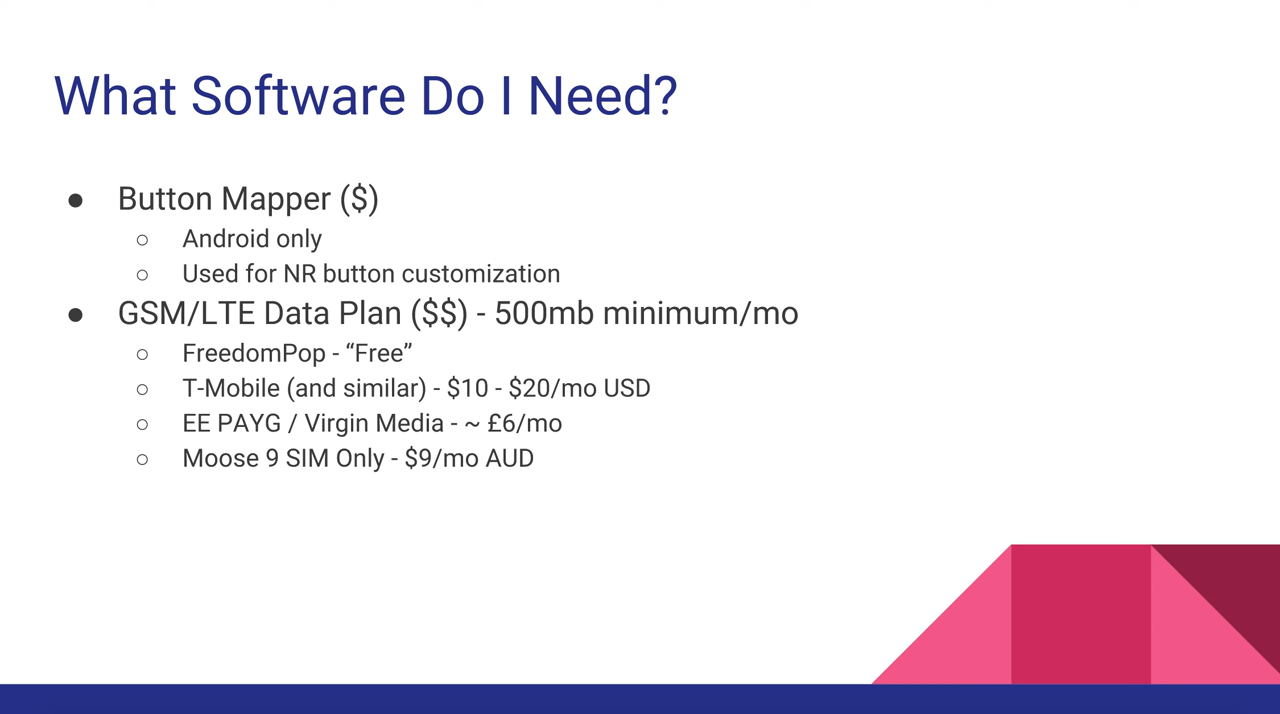 What Software Do I Need?
● Button Mapper ($)
○ Android only
○ Used for NR button customization
● GSM/LTE Data Plan ($$) - 500mb minimum/mo
○ FreedomPop - “Free”
○ T-Mobile (and similar) - $10 - $20/mo USD
○ EE PAYG / Virgin Media - ~ £6/mo
○ Moose 9 SIM Only - $9/mo AUD